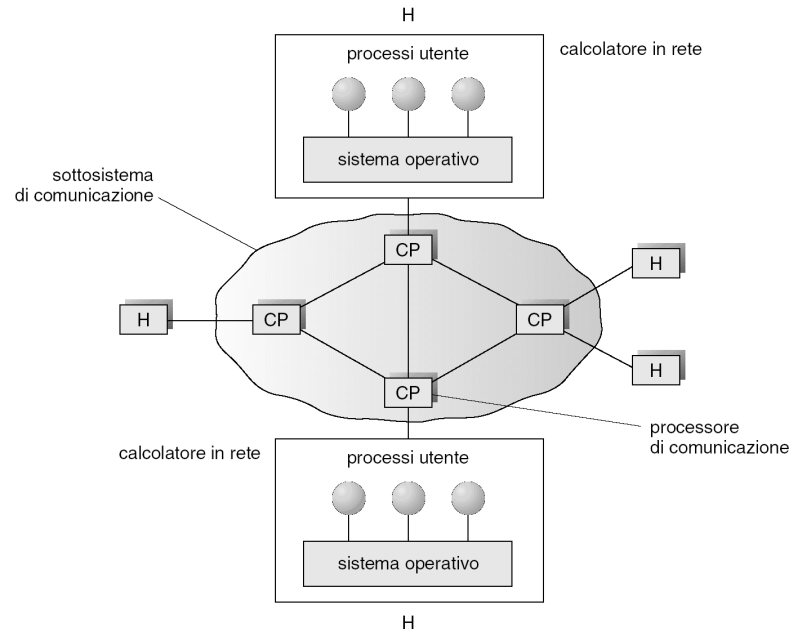 H
processi utente
calcolatore in rete
sistema operativo
sottosistema
di comunicazione
CP
H
H
CP
CP
H
CP
processore
di comunicazione
calcolatore in rete
processi utente
sistema operativo
H